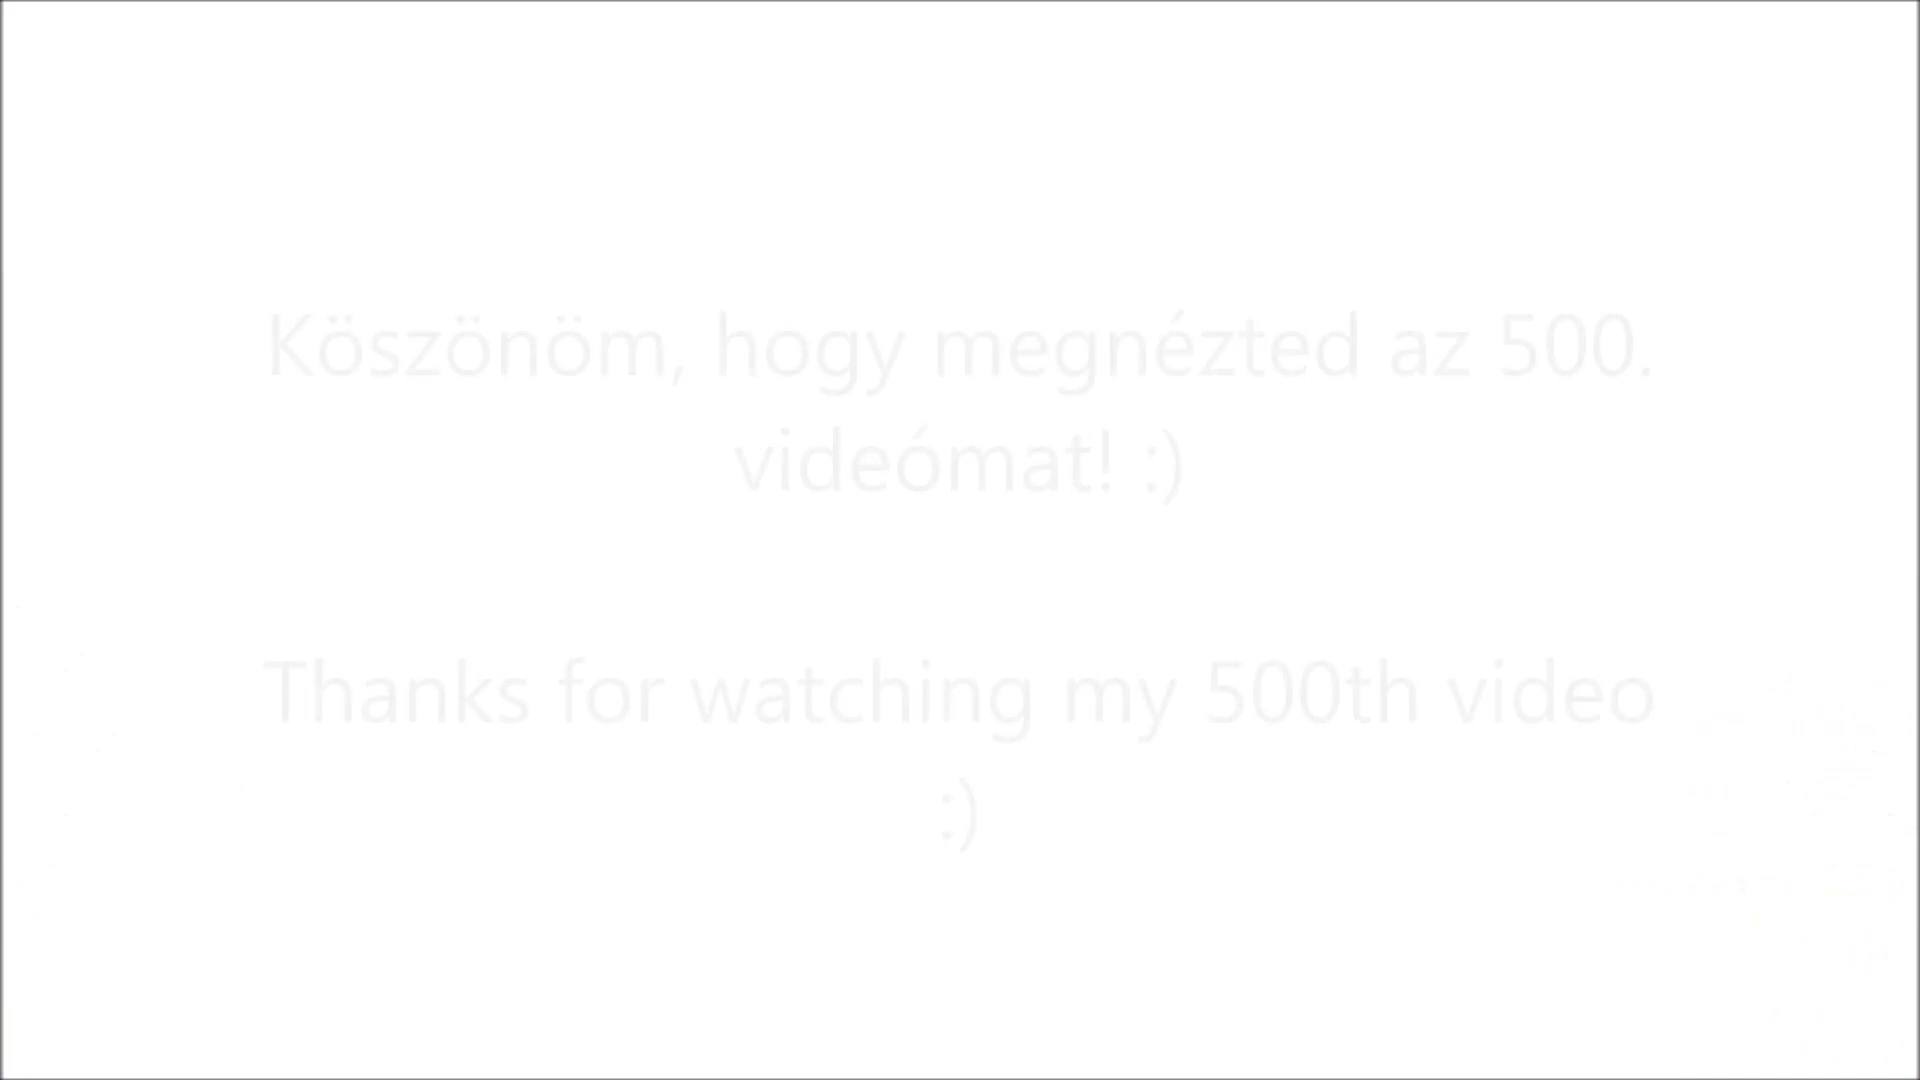 Köszönöm, hogy megnézted az 500.
videómat! :)
Thanks for watching my 500th video
:)